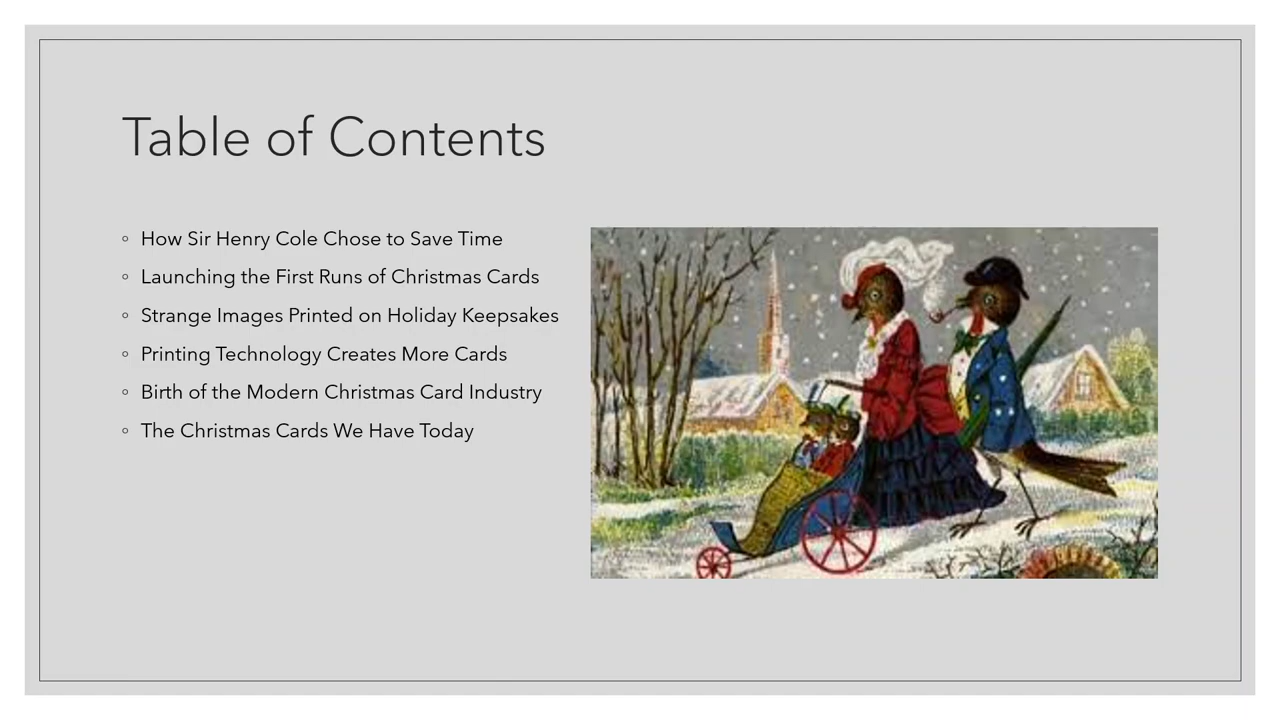 Table of Contents
How Sir Henry Cole Chose to Save Time
Launching the First Runs of Christmas Cards
Strange Images Printed on Holiday Keepsakes
Printing Technology Creates More Cards
Birth of the Modern Christmas Card Industry
The Christmas Cards We Have Today